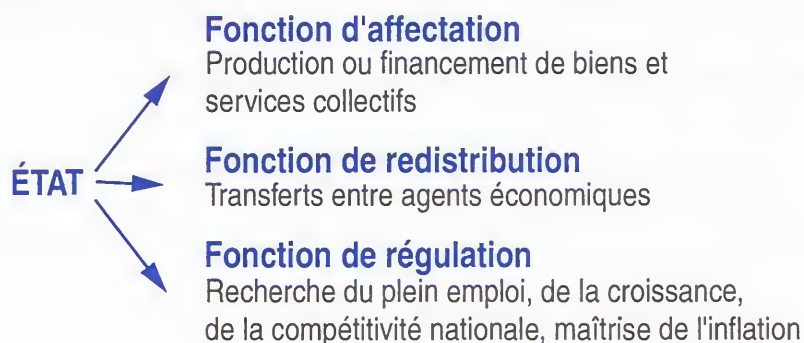 Fonction d'affectation
Production ou financement de biens et
services collectifs
ÉTAT
Fonction de redistribution
Transferts entre agents économiques
Fonction de régulation
Recherche du plein emploi, de la croissance,
de la compétitivité nationale, maîtrise de l'inflation